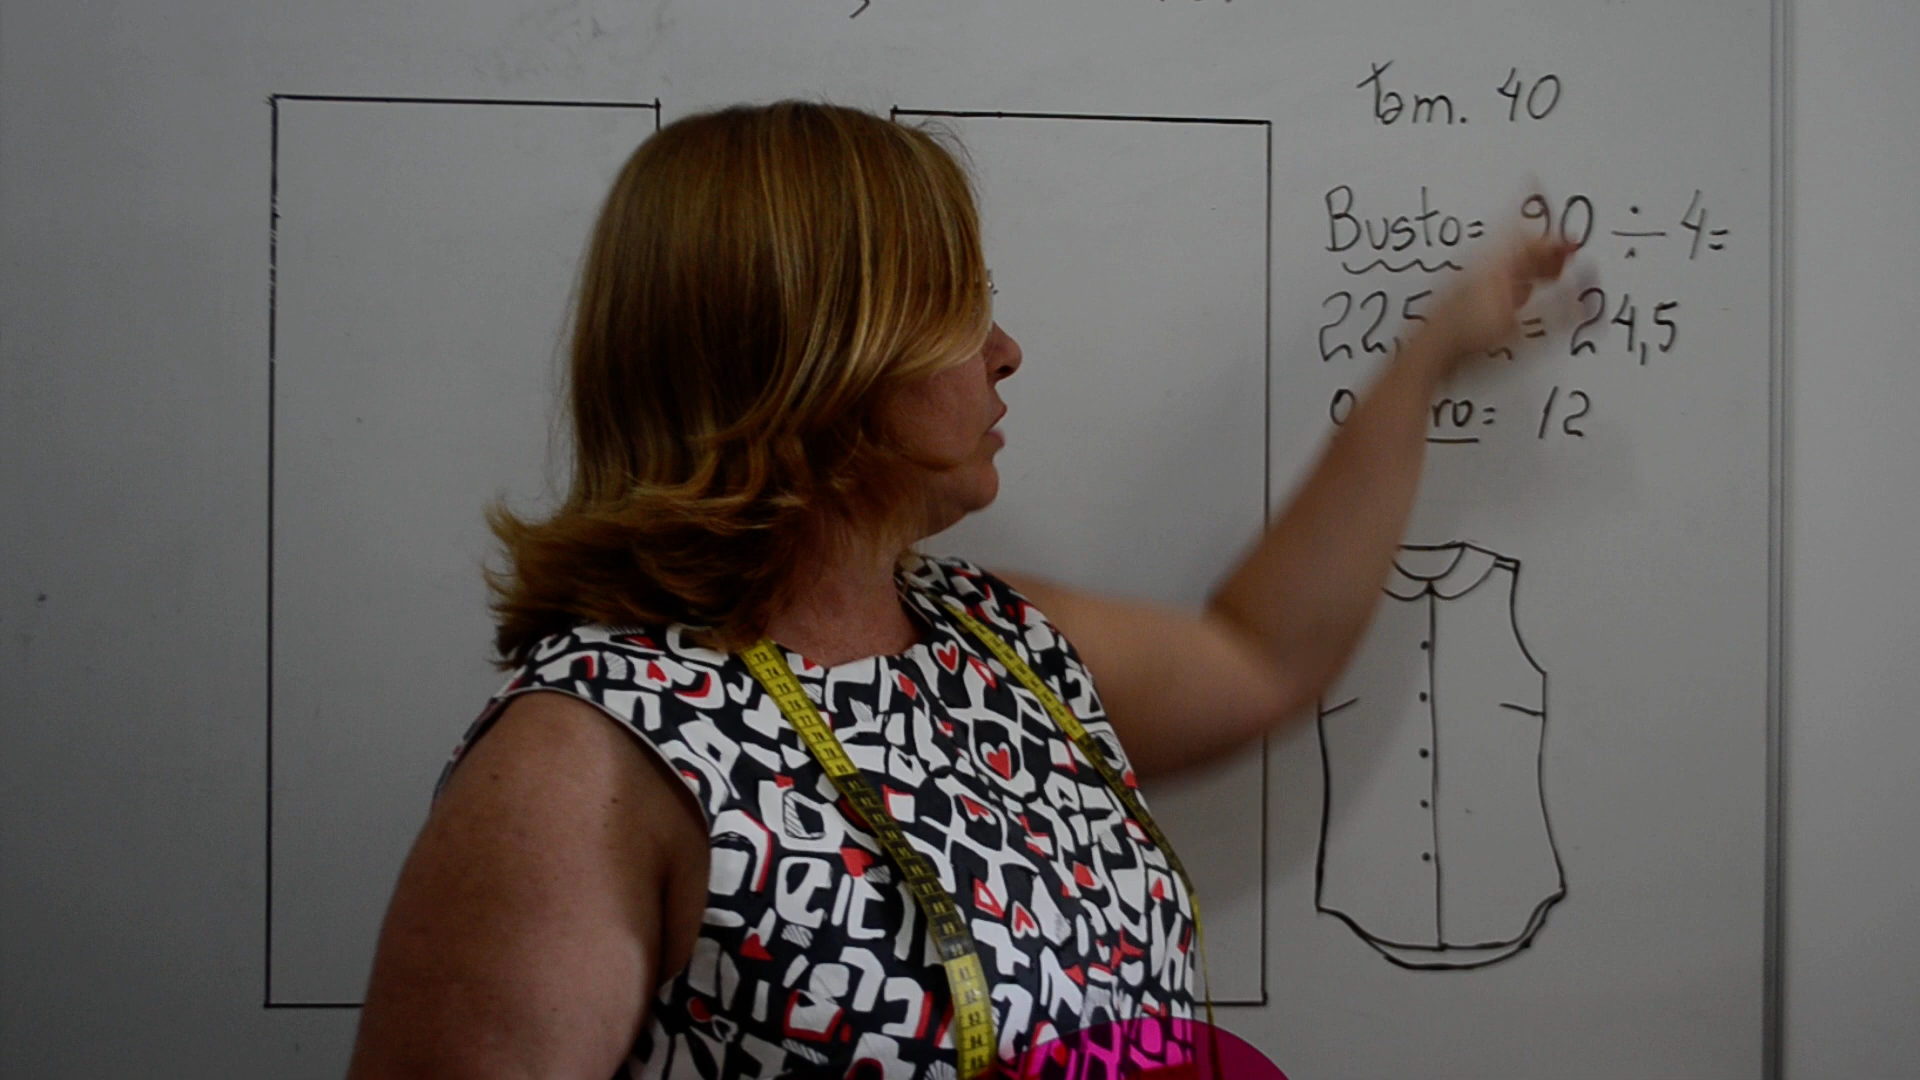 Tam. 40
Busto= 90 ÷ 4=
22,5 = 24,5
= 12